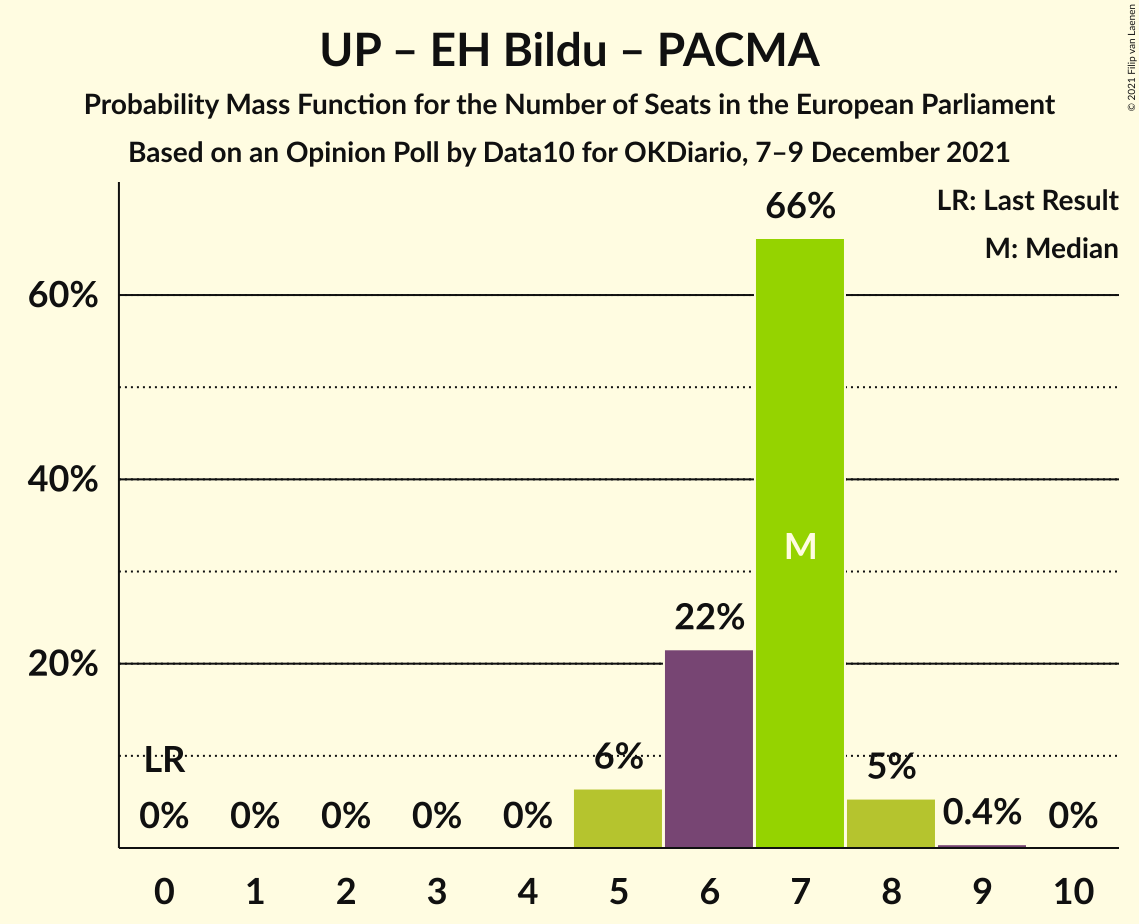 UP – EH Bildu – PACMA
Probability Mass Function for the Number of Seats in the European Parliament
Based on an Opinion Poll by Data10 for OKDiario, 7–9 December 2021
© 2021 Filip van Laenen
LR: Last Result
M: Median
66%
60%
40%
M
22%
20%
LR
6%
5%
0% 0% 0% 0% 0% 0.4% 0%
0 1 2 3 4 5 6 7 8 9 10